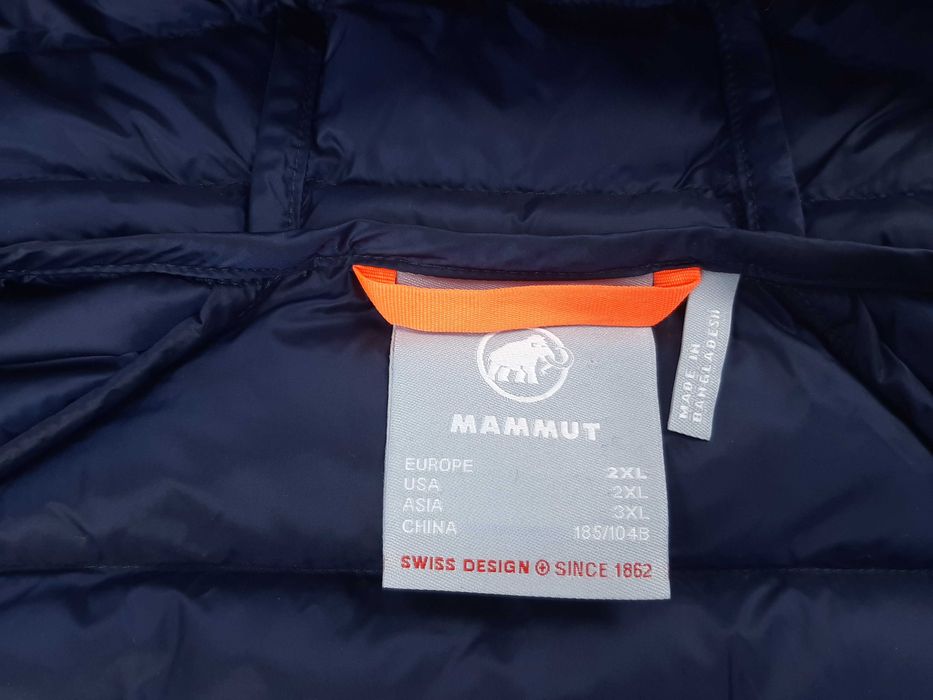 MAMMUT
EUROPE 2XL
USA 2XL
ASIA 3XL
CHINA 185/104B
SWISS DESIGN SINCE 1862
MADE IN
BANGLADESH